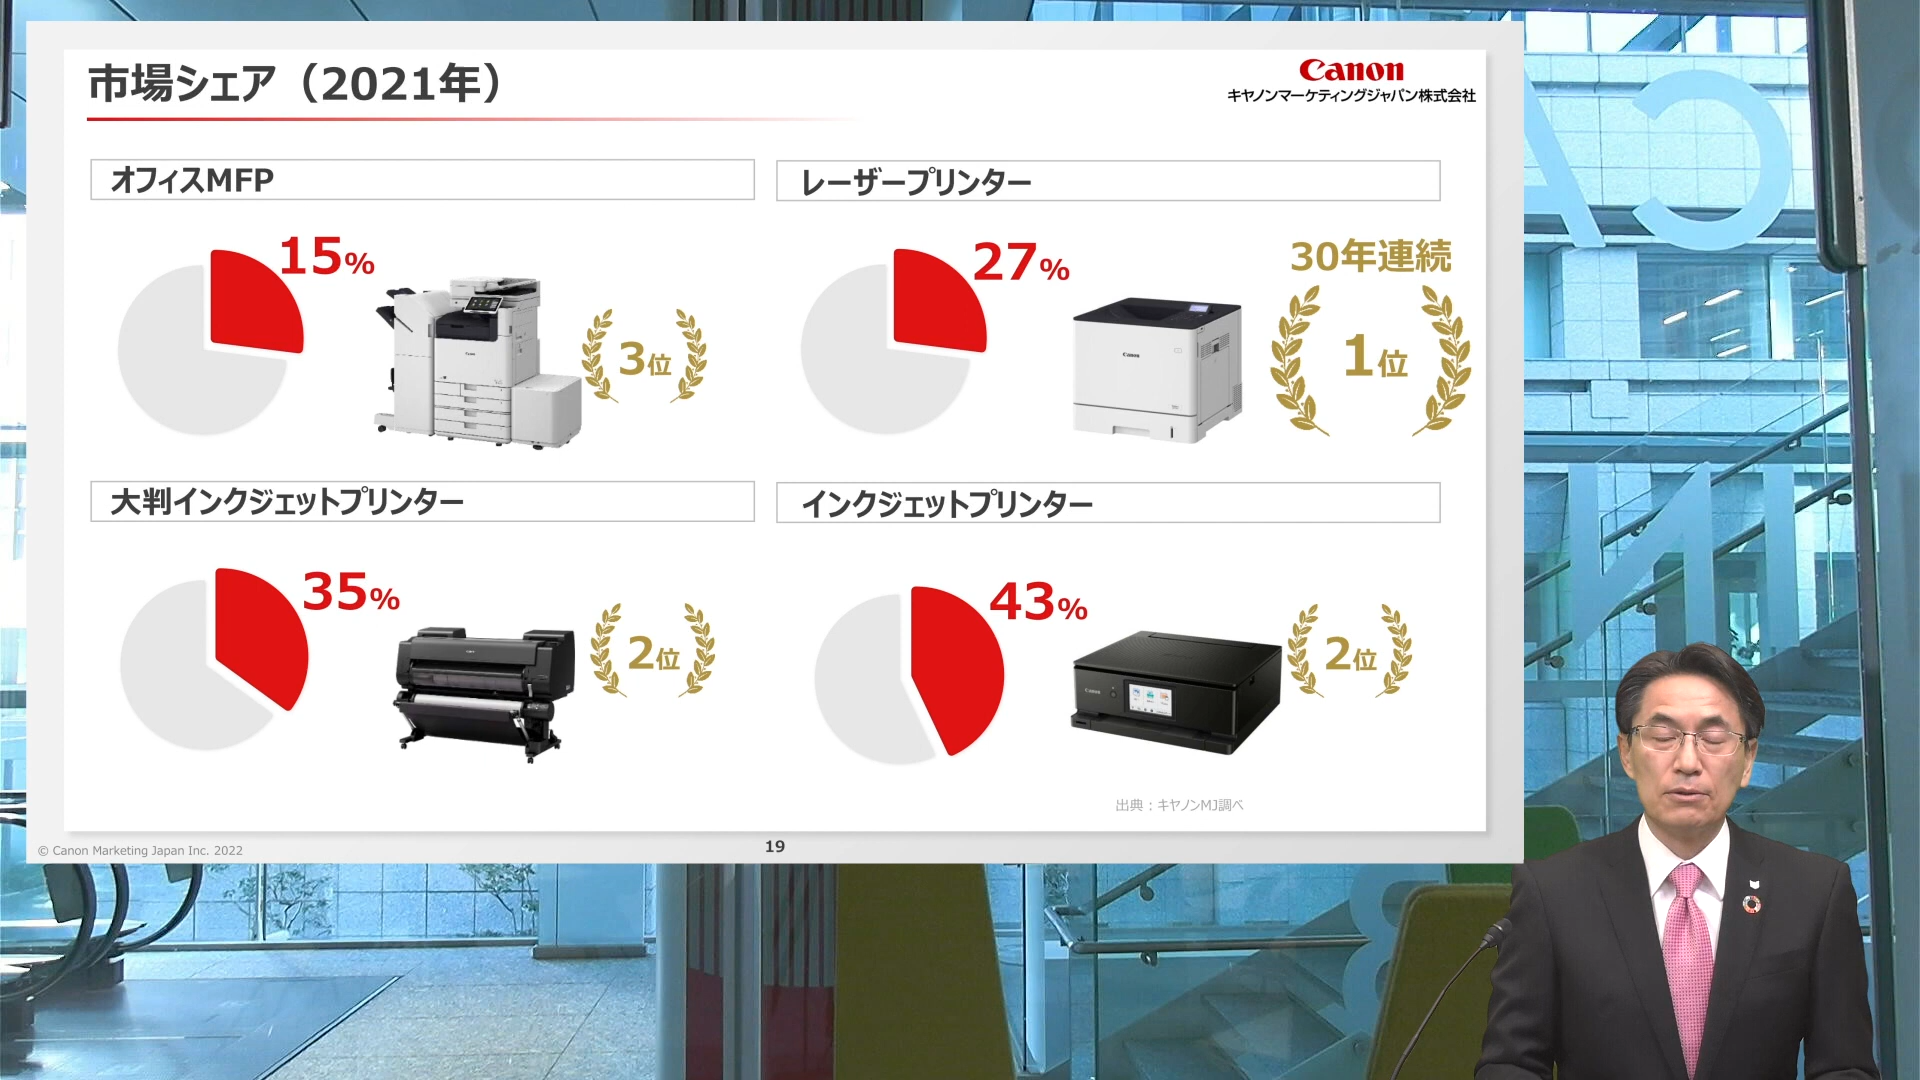 市場シェア（2021年）
Canon
キヤノンマーケティングジャパン株式会社
オフィスMFP
15%
3位
レーザープリンター
27%
30年連続
1位
Canon
大判インクジェットプリンター
35%
2位
インクジェットプリンター
43%
2位
Canon
出典：キヤノンMJ調べ
© Canon Marketing Japan Inc. 2022
19